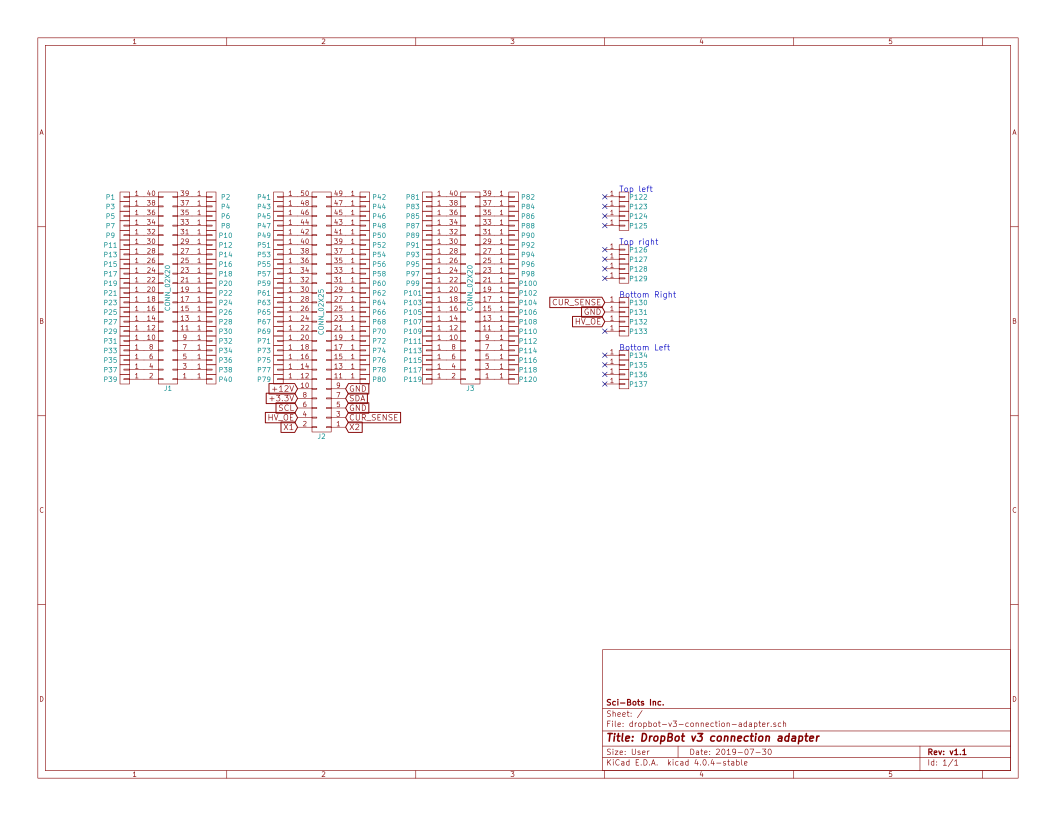 1 2 3 4 5
A A
Top left
P1 1 40 39 1 P2 P41 1 50 49 1 P42 P81 1 40 39 1 P82 1 P122
P3 1 38 37 1 P4 P43 1 48 47 1 P44 P83 1 38 37 1 P84 1 P123
P5 1 36 35 1 P6 P45 1 46 45 1 P46 P85 1 36 35 1 P86 1 P124
P7 1 34 33 1 P8 P47 1 44 43 1 P48 P87 1 34 33 1 P88 1 P125
P9 1 32 31 1 P10 P49 1 42 41 1 P50 P89 1 32 31 1 P90
Top right
P11 1 30 29 1 P12 P51 1 40 39 1 P52 P91 1 30 29 1 P92 1 P126
P13 1 28 27 1 P14 P53 1 38 37 1 P54 P93 1 28 27 1 P94 1 P127
P15 1 26 25 1 P16 P55 1 36 35 1 P56 P95 1 26 25 1 P96 1 P128
P17 1 24 23 1 P18 P57 1 34 33 1 P58 P97 1 24 23 1 P98 1 P129
P19 1 22 21 1 P20 P59 1 32 31 1 P60 P99 1 22 21 1 P100
P21 1 20 19 1 P22 P61 1 30 29 1 P62 P101 1 20 19 1 P102
Bottom Right
P23 1 18 17 1 P24 P63 1 28 27 1 P64 P103 1 18 17 1 P104 CUR_SENSE 1 P130
P25 1 16 15 1 P26 P65 1 26 25 1 P66 P105 1 16 15 1 P106 GND 1 P131
P27 1 14 13 1 P28 P67 1 24 23 1 P68 P107 1 14 13 1 P108 HV_OE 1 P132
P29 1 12 11 1 P30 P69 1 22 21 1 P70 P109 1 12 11 1 P110 1 P133
P31 1 10 9 1 P32 P71 1 20 19 1 P72 P111 1 10 9 1 P112
Bottom Left
P33 1 8 7 1 P34 P73 1 18 17 1 P74 P113 1 8 7 1 P114 1 P134
P35 1 6 5 1 P36 P75 1 16 15 1 P76 P115 1 6 5 1 P116 1 P135
P37 1 4 3 1 P38 P77 1 14 13 1 P78 P117 1 4 3 1 P118 1 P136
P39 1 2 1 1 P40 P79 1 12 11 1 P80 P119 1 2 1 1 P120 1 P137
CONN_02X20 CONN_02X25 CONN_02X20
J1 J3
+12V 10 9 GND
+3.3V 8 7 SDA
SCL 6 5 GND
HV_OE 4 3 CUR_SENSE
X1 2 1 X2
J2
B B
C C
D D
Sci-Bots Inc.
Sheet: /
File: dropbot-v3-connection-adapter.sch
Title: DropBot v3 connection adapter
Size: User Date: 2019-07-30 Rev: v1.1
KiCad E.D.A. kicad 4.0.4-stable Id: 1/1
1 2 3 4 5